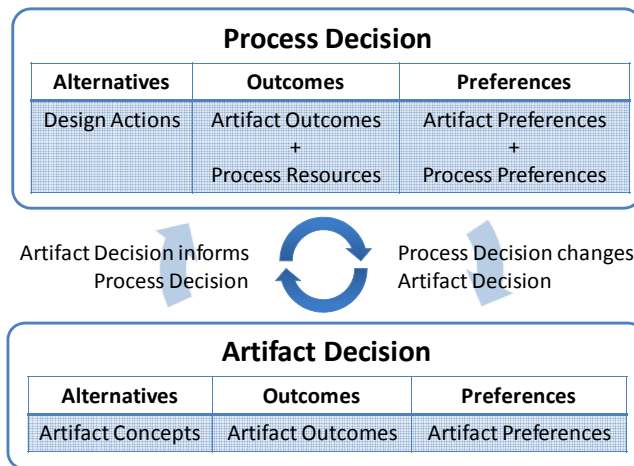 Process Decision
Alternatives Outcomes Preferences
Design Actions Artifact Outcomes Artifact Preferences
+ +
Process Resources Process Preferences
Artifact Decision informs Process Decision changes
Process Decision Artifact Decision
Artifact Decision
Alternatives Outcomes Preferences
Artifact Concepts Artifact Outcomes Artifact Preferences